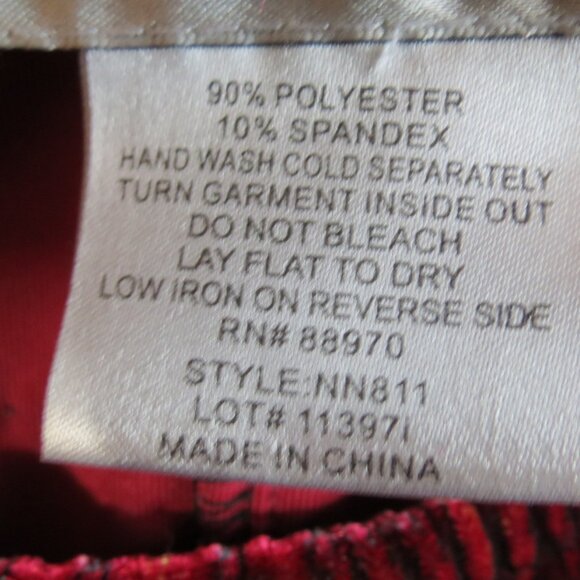 90% POLYESTER
10% SPANDEX
HAND WASH COLD SEPARATELY
TURN GARMENT INSIDE OUT
DO NOT BLEACH
LAY FLAT TO DRY
LOW IRON ON REVERSE SIDE
RN# 88970
STYLE:NN811
LOT# 11397I
MADE IN CHINA